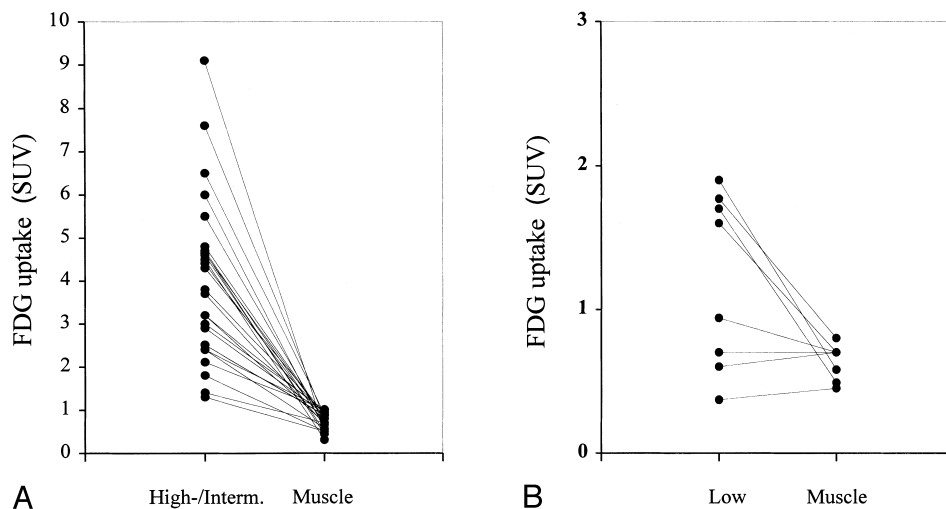 10
9
8
7
6
5
4
3
2
1
0
FDG uptake (SUV)
High-/Interm. Muscle
A
3
2
1
0
FDG uptake (SUV)
Low Muscle
B